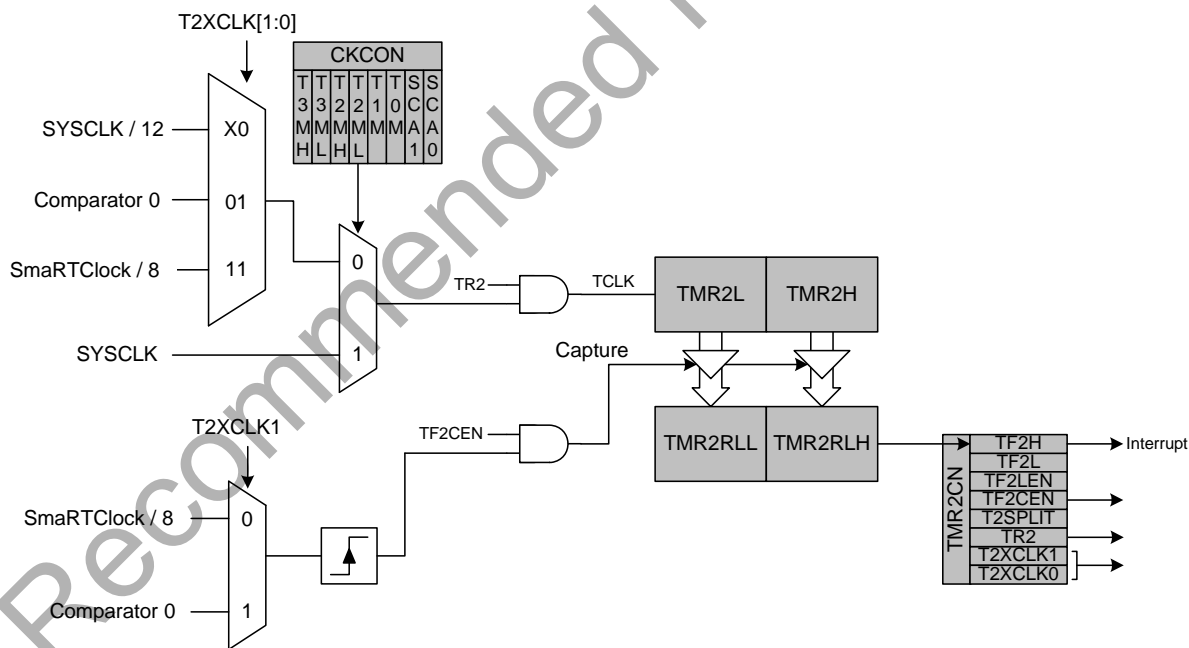 T2XCLK[1:0]
CKCON
T3MH T3ML T2MH T2ML T1M T0M SCA1 SCA0
SYSCLK / 12
X0
Comparator 0
01
SmaRTClock / 8
11
0
TR2
TCLK
TMR2L
TMR2H
SYSCLK
1
Capture
T2XCLK1
TF2CEN
TMR2RLL
TMR2RLH
TMR2CN
TF2H
Interrupt
TF2L
TF2LEN
TF2CEN
T2SPLIT
TR2
T2XCLK1
T2XCLK0
SmaRTClock / 8
0
Comparator 0
1
Recommended